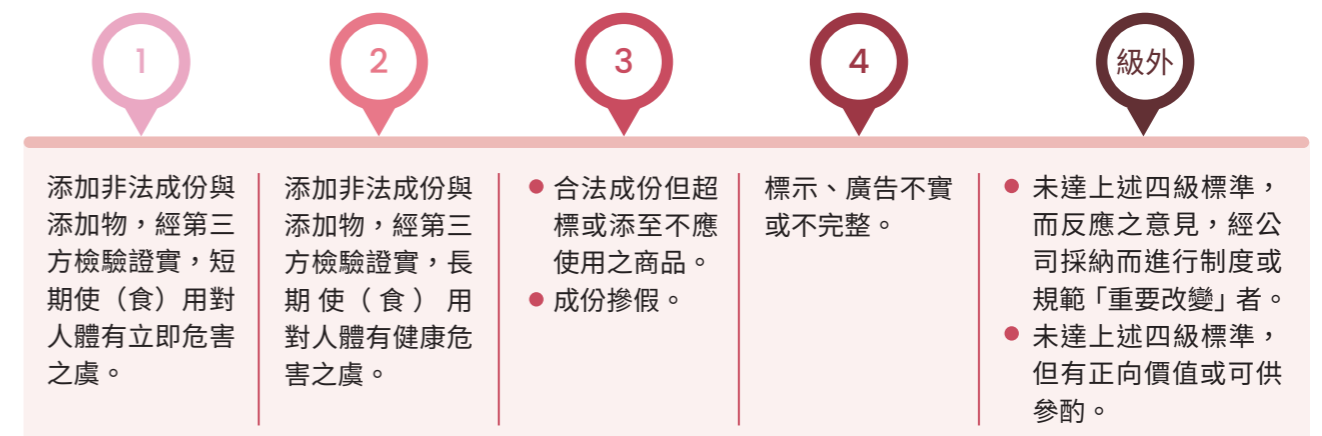 1
2
3
4
級外
添加非法成份與
添加物，經第三
方檢驗證實，短
期使（食）用對
人體有立即危害
之虞。
添加非法成份與
添加物，經第三
方檢驗證實，長
期使（食）用
對人體有健康危
害之虞。
● 合法成份但超
標或添至不應
使用之商品。
● 成份摻假。
標示、廣告不實
或不完整。
● 未達上述四級標準，
而反應之意見，經公
司採納而進行制度或
規範「重要改變」者。
● 未達上述四級標準，
但有正向價值或可供
參酌。